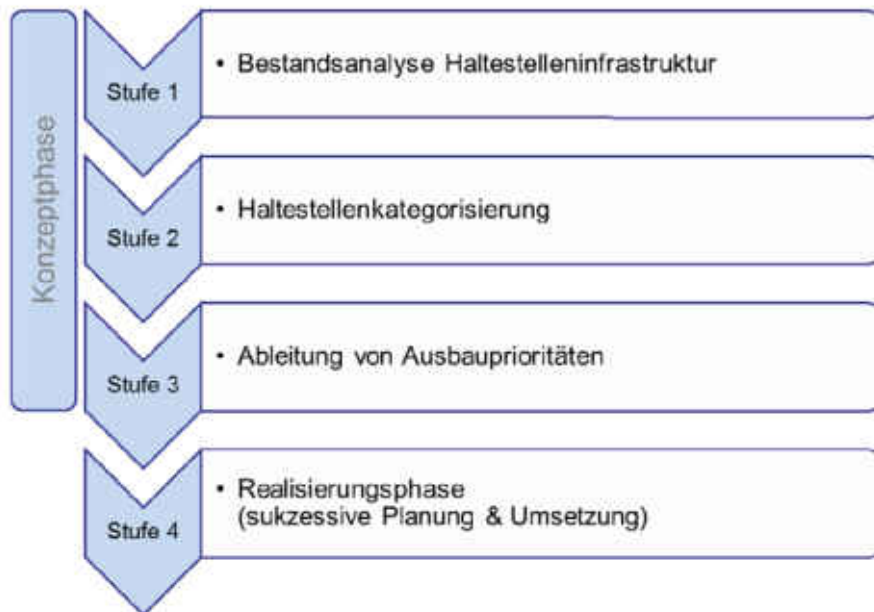 Konzeptphase
Stufe 1
• Bestandsanalyse Haltestelleninfrastruktur
Stufe 2
• Haltestellenkategorisierung
Stufe 3
• Ableitung von Ausbauprioritäten
Stufe 4
• Realisierungsphase
(sukzessive Planung & Umsetzung)